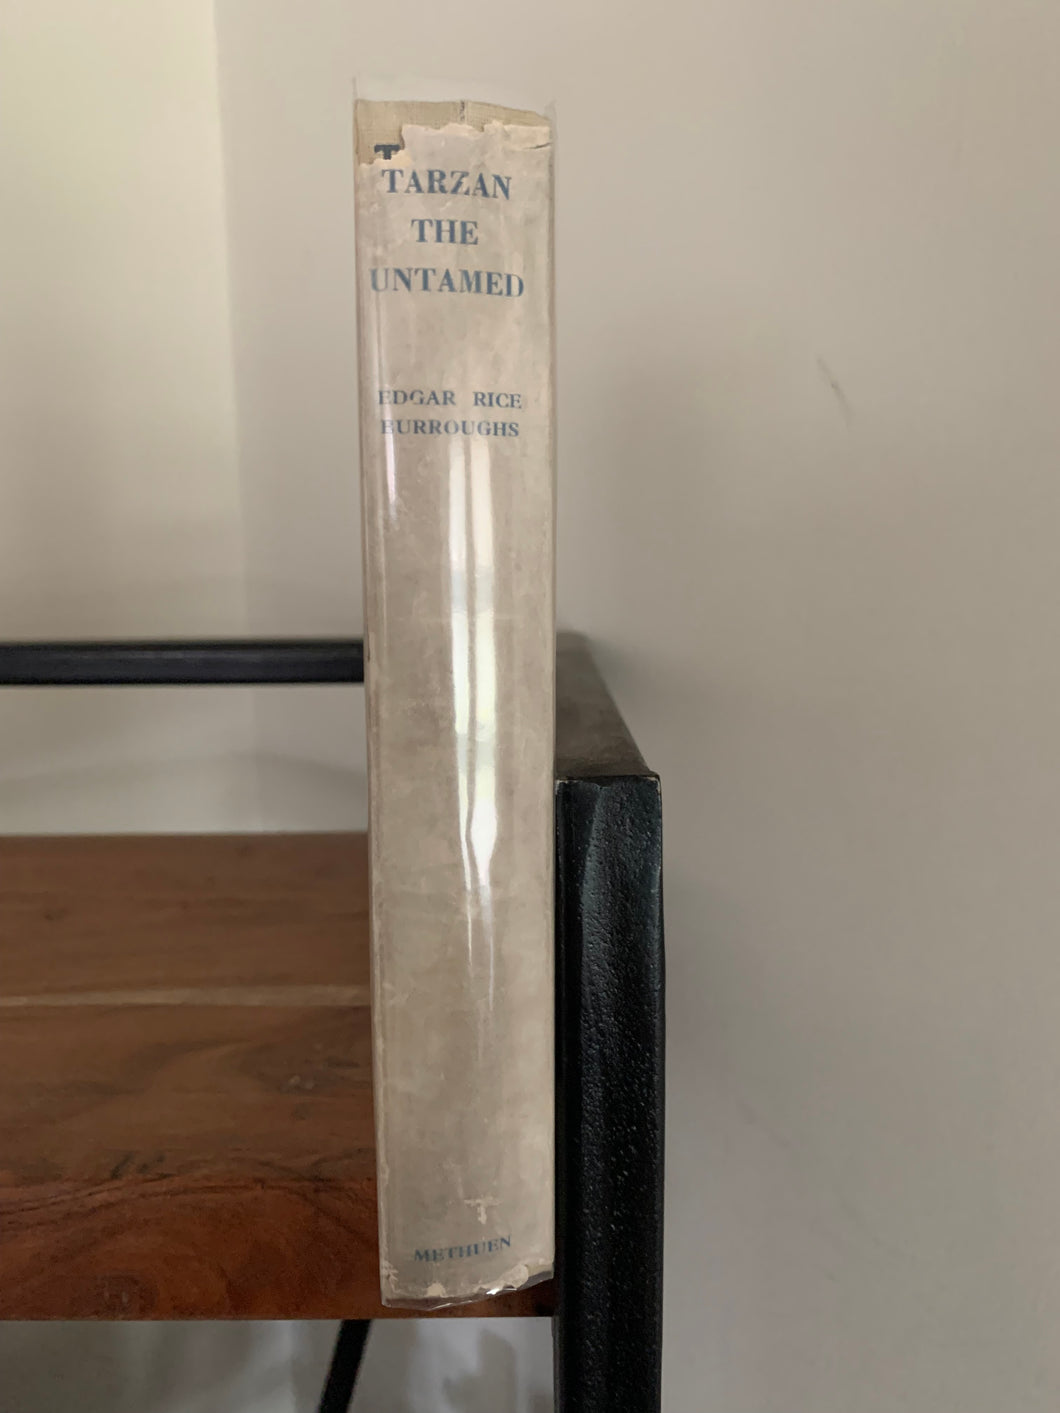 T
TARZAN
THE
UNTAMED
EDGAR RICE
BURROUGHS
METHUEN